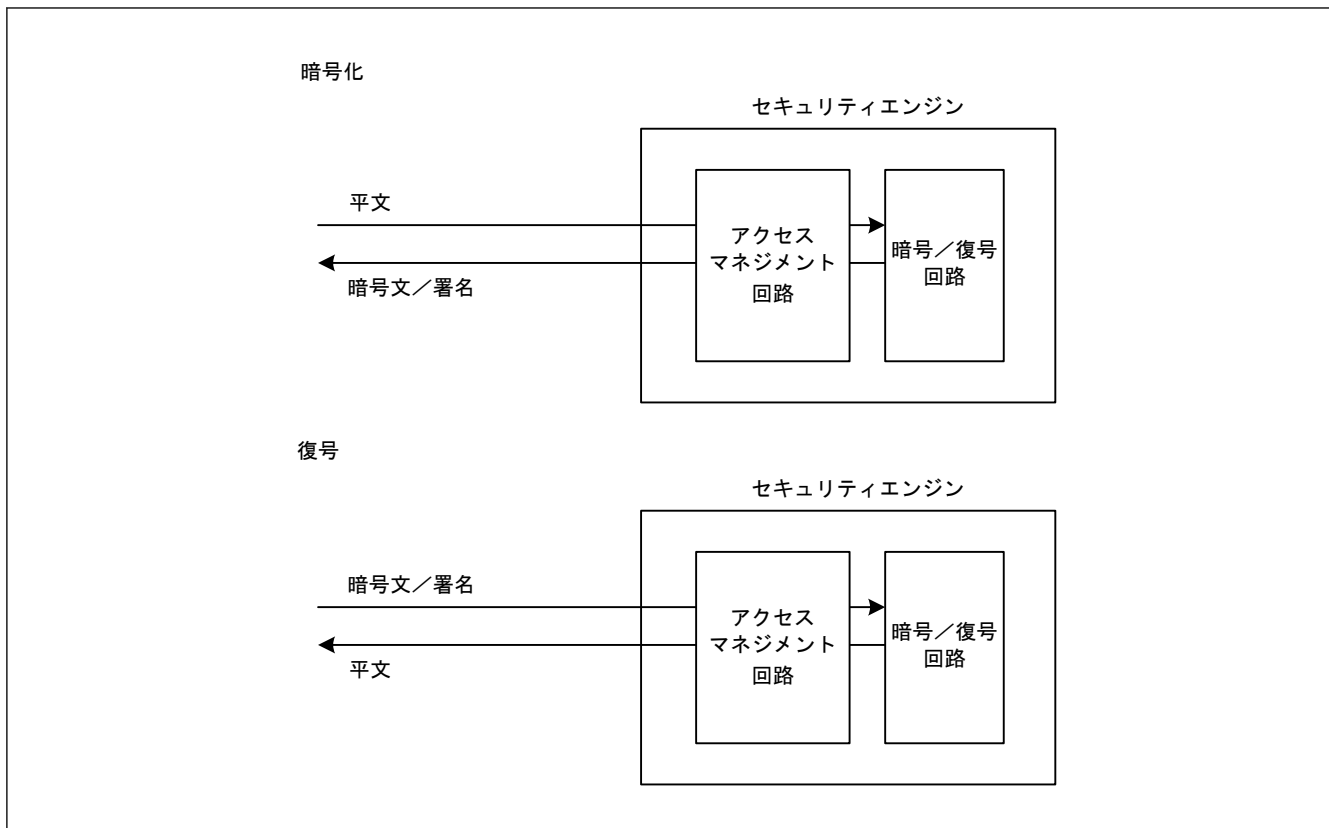 暗号化
セキュリティエンジン
平文
暗号文／署名
アクセス
マネジメント
回路
暗号／復号
回路
復号
セキュリティエンジン
暗号文／署名
平文
アクセス
マネジメント
回路
暗号／復号
回路